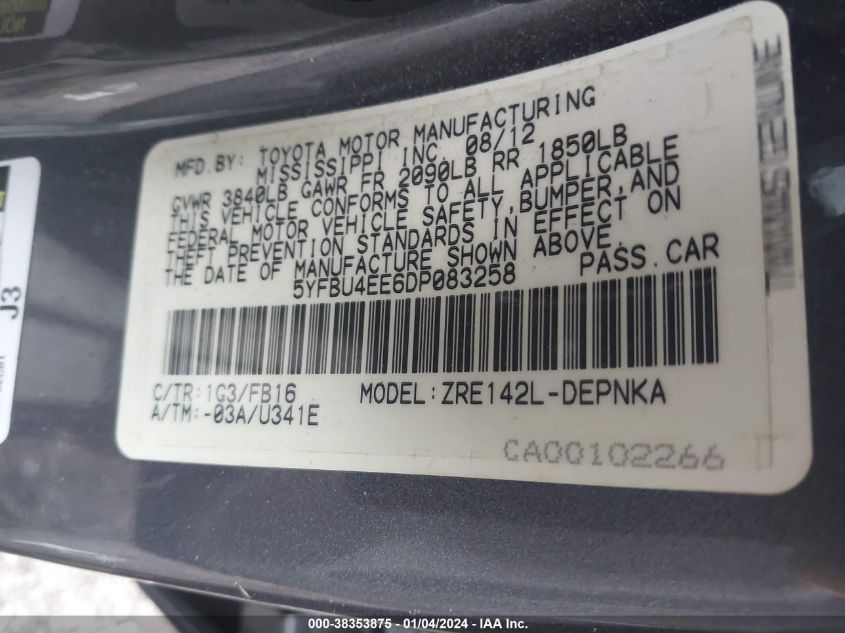 MFD. BY: TOYOTA MOTOR MANUFACTURING
MISSISSIPPI INC. 08/12
GVWR 3840LB GAWR FR 2090LB RR 1850LB
THIS VEHICLE CONFORMS TO ALL APPLICABLE
FEDERAL MOTOR VEHICLE SAFETY, BUMPER, AND
THEFT PREVENTION STANDARDS IN EFFECT ON
THE DATE OF MANUFACTURE SHOWN ABOVE.
5YFBU4EE6DP083258 PASS. CAR
C/TR: 1G3/FB16 MODEL: ZRE142L-DEPNKA
A/TM: -03A/U341E
CA00102266
J3
000-38353875 - 01/04/2024 - IAA Inc.